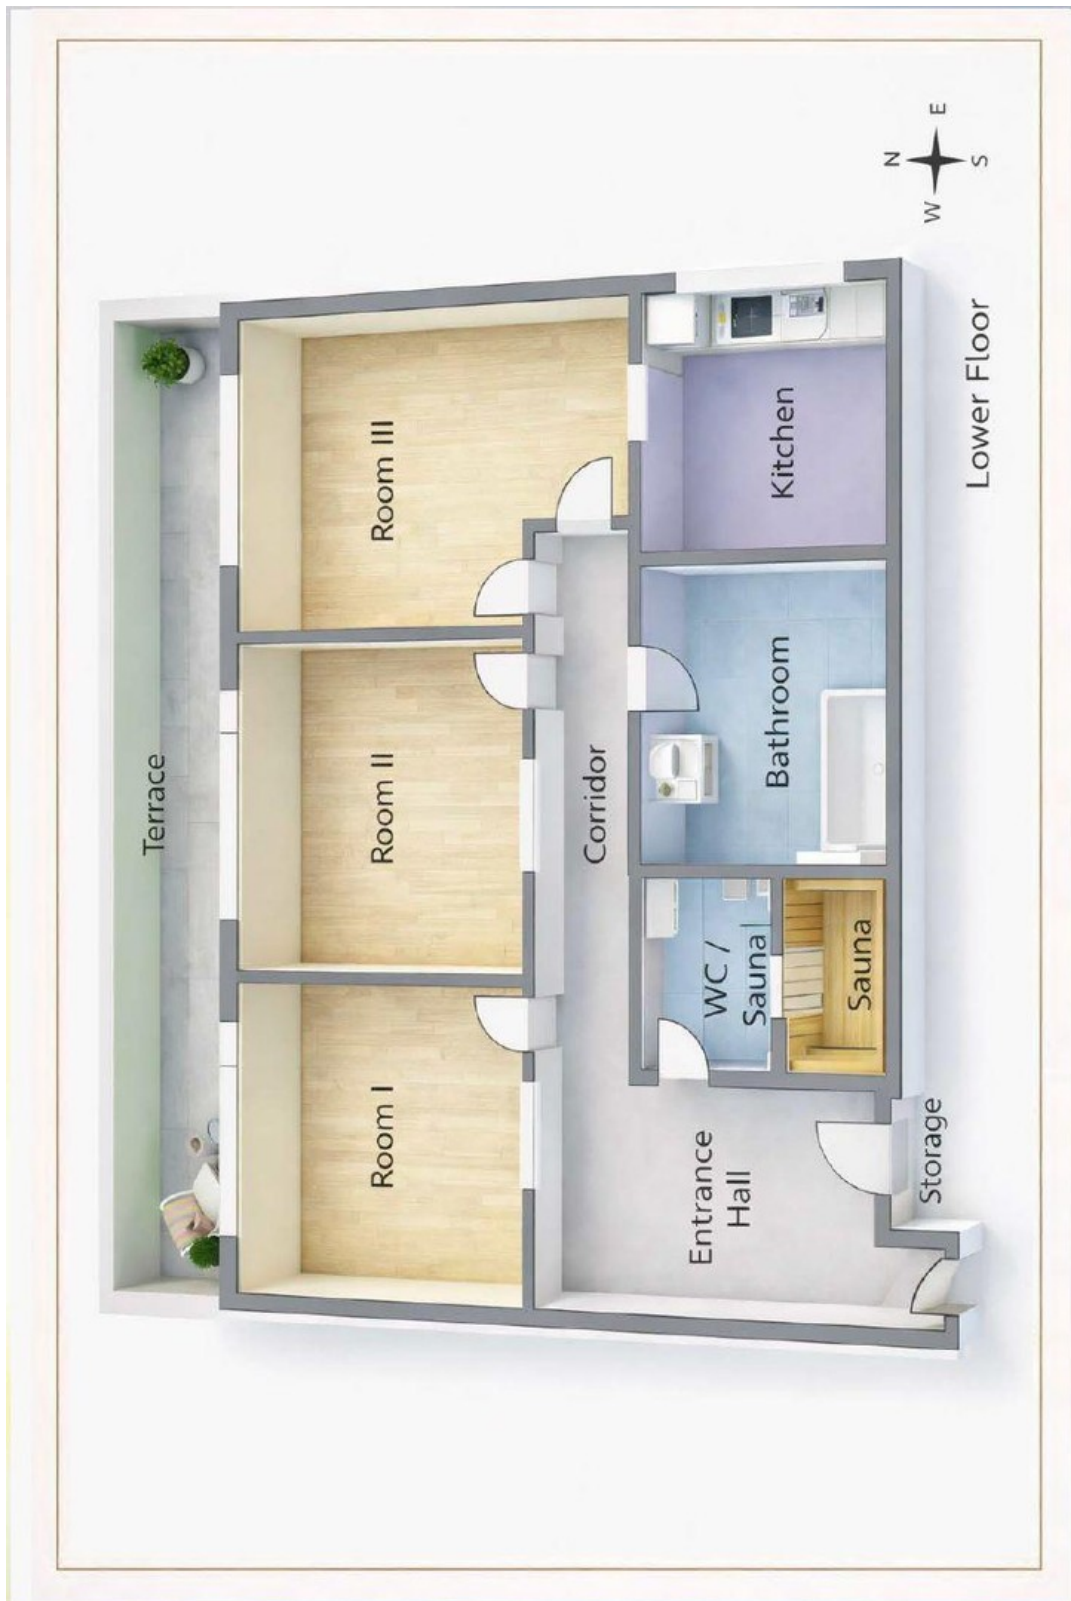 Terrace
Room I
Room II
Room III
Corridor
Entrance
Hall
WC /
Sauna
Sauna
Bathroom
Kitchen
Storage
Lower Floor
N
E
S
W